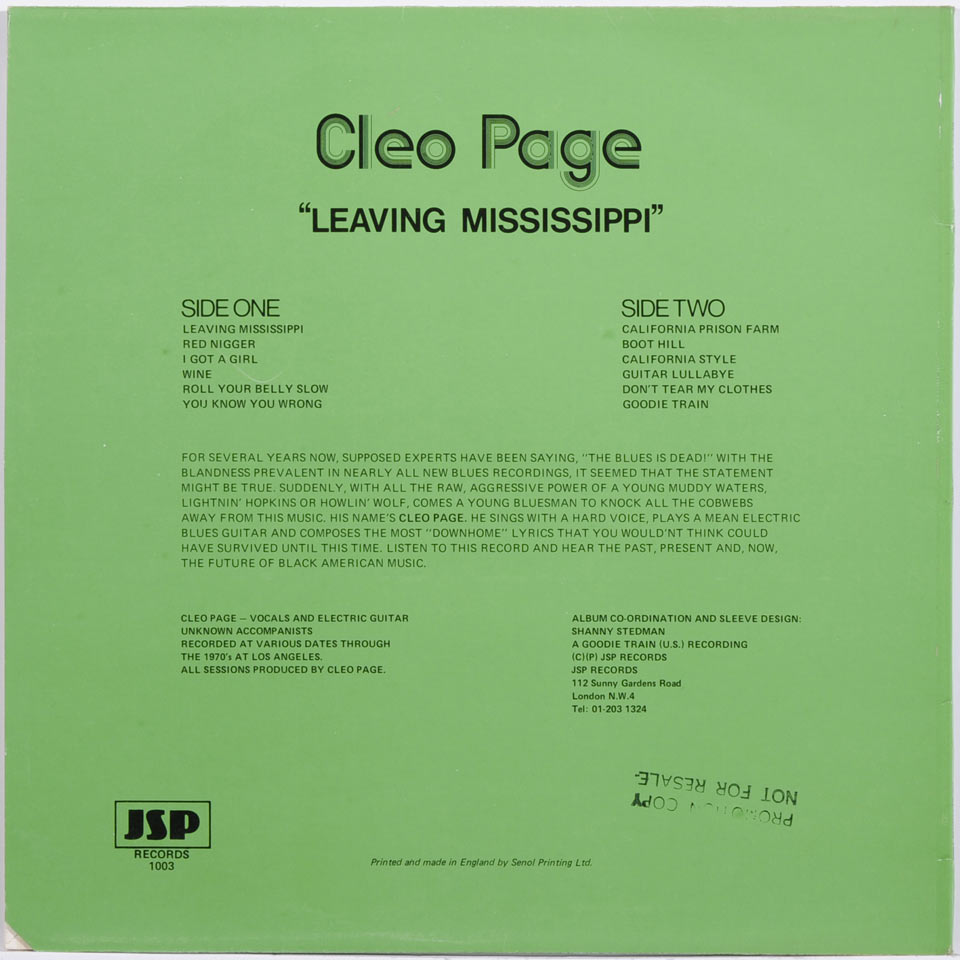 Cleo Page
“LEAVING MISSISSIPPI”
SIDE ONE
LEAVING MISSISSIPPI
RED NIGGER
I GOT A GIRL
WINE
ROLL YOUR BELLY SLOW
YOU KNOW YOU WRONG
SIDE TWO
CALIFORNIA PRISON FARM
BOOT HILL
CALIFORNIA STYLE
GUITAR LULLABYE
DON'T TEAR MY CLOTHES
GOODIE TRAIN
FOR SEVERAL YEARS NOW, SUPPOSED EXPERTS HAVE BEEN SAYING, "THE BLUES IS DEAD!" WITH THE
BLANDNESS PREVALENT IN NEARLY ALL NEW BLUES RECORDINGS, IT SEEMED THAT THE STATEMENT
MIGHT BE TRUE. SUDDENLY, WITH ALL THE RAW, AGGRESSIVE POWER OF A YOUNG MUDDY WATERS,
LIGHTNIN' HOPKINS OR HOWLIN' WOLF, COMES A YOUNG BLUESMAN TO KNOCK ALL THE COBWEBS
AWAY FROM THIS MUSIC. HIS NAME'S CLEO PAGE. HE SINGS WITH A HARD VOICE, PLAYS A MEAN ELECTRIC
BLUES GUITAR AND COMPOSES THE MOST "DOWNHOME" LYRICS THAT YOU WOULD'NT THINK COULD
HAVE SURVIVED UNTIL THIS TIME. LISTEN TO THIS RECORD AND HEAR THE PAST, PRESENT AND, NOW,
THE FUTURE OF BLACK AMERICAN MUSIC.
CLEO PAGE – VOCALS AND ELECTRIC GUITAR
UNKNOWN ACCOMPANISTS
RECORDED AT VARIOUS DATES THROUGH
THE 1970's AT LOS ANGELES.
ALL SESSIONS PRODUCED BY CLEO PAGE.
ALBUM CO-ORDINATION AND SLEEVE DESIGN:
SHANNY STEDMAN
A GOODIE TRAIN (U.S.) RECORDING
(C)(P) JSP RECORDS
JSP RECORDS
112 Sunny Gardens Road
London N.W.4
Tel: 01-203 1324
PROMOTION COPY
NOT FOR RESALE
JSP
RECORDS
1003
Printed and made in England by Senol Printing Ltd.